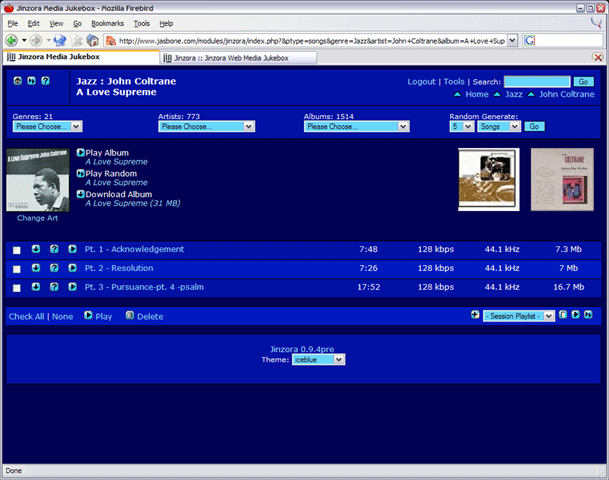 Jinzora Media Jukebox - Mozilla Firebird
File Edit View Go Bookmarks Tools Help
http://www.jasbone.com/modules/jinzora/index.php?&ptype=songs&genre=Jazz&artist=John+Coltrane&album=A+Love+Sup
Jinzora Media Jukebox
Jinzora :: Jinzora Web Media Jukebox
Jazz : John Coltrane
A Love Supreme
Logout | Tools | Search: Go
Home Jazz John Coltrane
Genres: 21 Artists: 773 Albums: 1514 Random Generate:
Please Choose... Please Choose... Please Choose... 5 Songs Go
A LOVE SUPREME JOHN COLTRANE
Play Album
A Love Supreme
Play Random
A Love Supreme
Download Album
A Love Supreme (31 MB)
COLTRANE
Change Art
Pt. 1 - Acknowledgement 7:48 128 kbps 44.1 kHz 7.3 Mb
Pt. 2 - Resolution 7:26 128 kbps 44.1 kHz 7 Mb
Pt. 3 - Pursuance-pt. 4 -psalm 17:52 128 kbps 44.1 kHz 16.7 Mb
Check All | None Play Delete - Session Playlist -
Jinzora 0.9.4pre
Theme: iceblue
Done